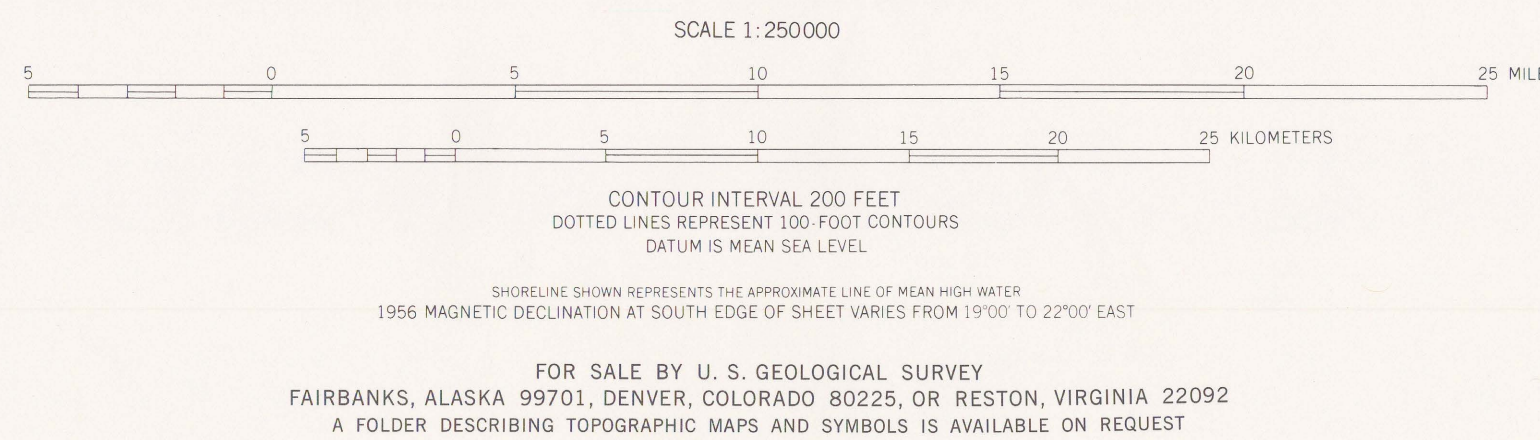 SCALE 1:250000
5 0 5 10 15 20 25
5 0 5 10 15 20 25 KILOMETERS
CONTOUR INTERVAL 200 FEET
DOTTED LINES REPRESENT 100-FOOT CONTOURS
DATUM IS MEAN SEA LEVEL
SHORELINE SHOWN REPRESENTS THE APPROXIMATE LINE OF MEAN HIGH WATER
1956 MAGNETIC DECLINATION AT SOUTH EDGE OF SHEET VARIES FROM 19°00' TO 22°00' EAST
FOR SALE BY U. S. GEOLOGICAL SURVEY
FAIRBANKS, ALASKA 99701, DENVER, COLORADO 80225, OR RESTON, VIRGINIA 22092
A FOLDER DESCRIBING TOPOGRAPHIC MAPS AND SYMBOLS IS AVAILABLE ON REQUEST